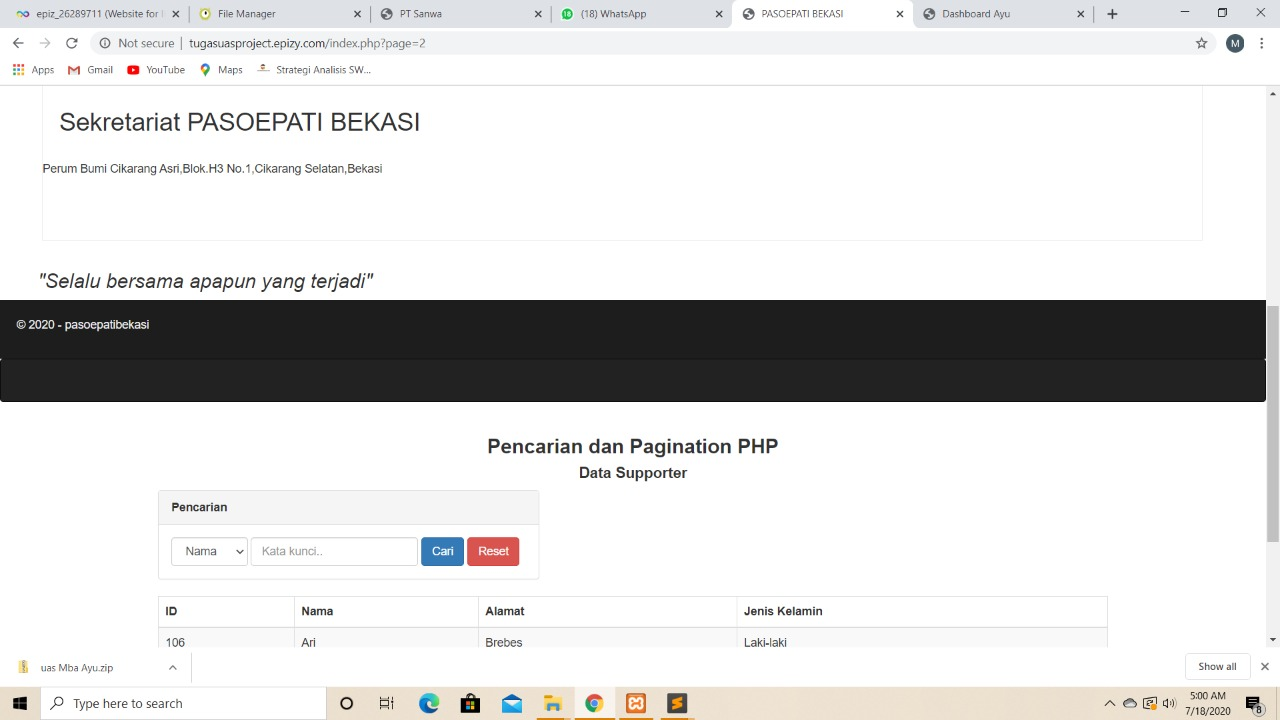 epiz_26289711 (Website for
File Manager
PT Sanwa
(18) WhatsApp
PASOEPATI BEKASI
Dashboard Ayu
Not secure | tugasuasproject.epizy.com/index.php?page=2
M
Apps
Gmail
YouTube
Maps
Strategi Analisis SW...
Sekretariat PASOEPATI BEKASI
Perum Bumi Cikarang Asri,Blok.H3 No.1,Cikarang Selatan,Bekasi
"Selalu bersama apapun yang terjadi"
© 2020 - pasoepatibekasi
Pencarian dan Pagination PHP
Data Supporter
Pencarian
Nama Kata kunci.. Cari Reset
ID Nama Alamat Jenis Kelamin
106 Ari Brebes Laki-laki
uas Mba Ayu.zip
Show all
Type here to search
5:00 AM
7/18/2020
8